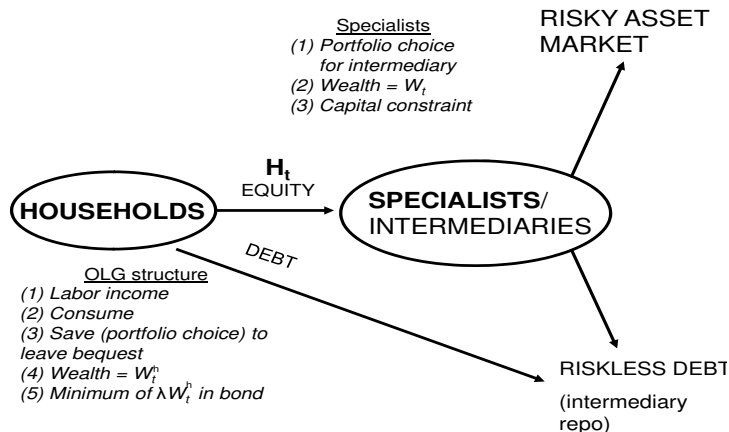 Specialists
(1) Portfolio choice
for intermediary
(2) Wealth = Wₜ
(3) Capital constraint
RISKY ASSET
MARKET
Hₜ
EQUITY
HOUSEHOLDS
SPECIALISTS/
INTERMEDIARIES
DEBT
OLG structure
(1) Labor income
(2) Consume
(3) Save (portfolio choice) to
leave bequest
(4) Wealth = Wₜʰ
(5) Minimum of λWₜʰ in bond
RISKLESS DEBT
(intermediary
repo)